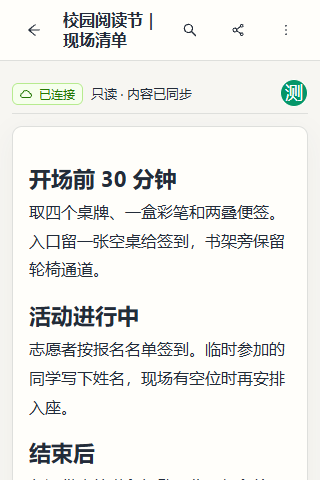 校园阅读节 |
现场清单
已连接
只读 · 内容已同步
测
开场前 30 分钟
取四个桌牌、一盒彩笔和两叠便签。
入口留一张空桌给签到，书架旁保留
轮椅通道。
活动进行中
志愿者按报名名单签到。临时参加的
同学写下姓名，现场有空位时再安排
入座。
结束后